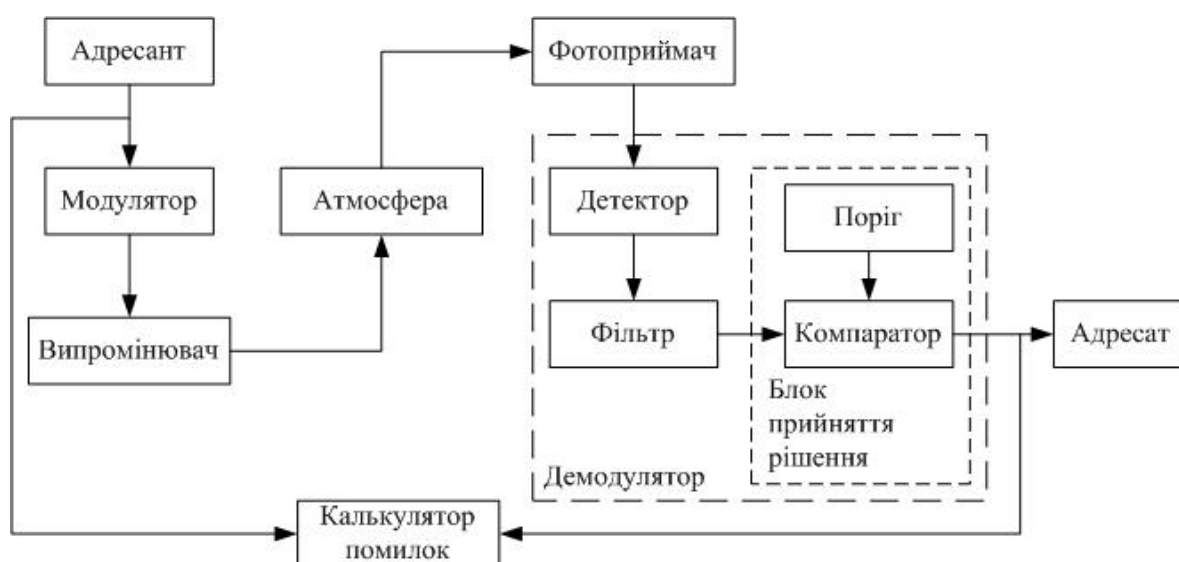 Адресант
Фотоприймач
Модулятор
Атмосфера
Детектор
Поріг
Випромінювач
Фільтр
Компаратор
Адресат
Блок
прийняття
рішення
Демодулятор
Калькулятор
помилок